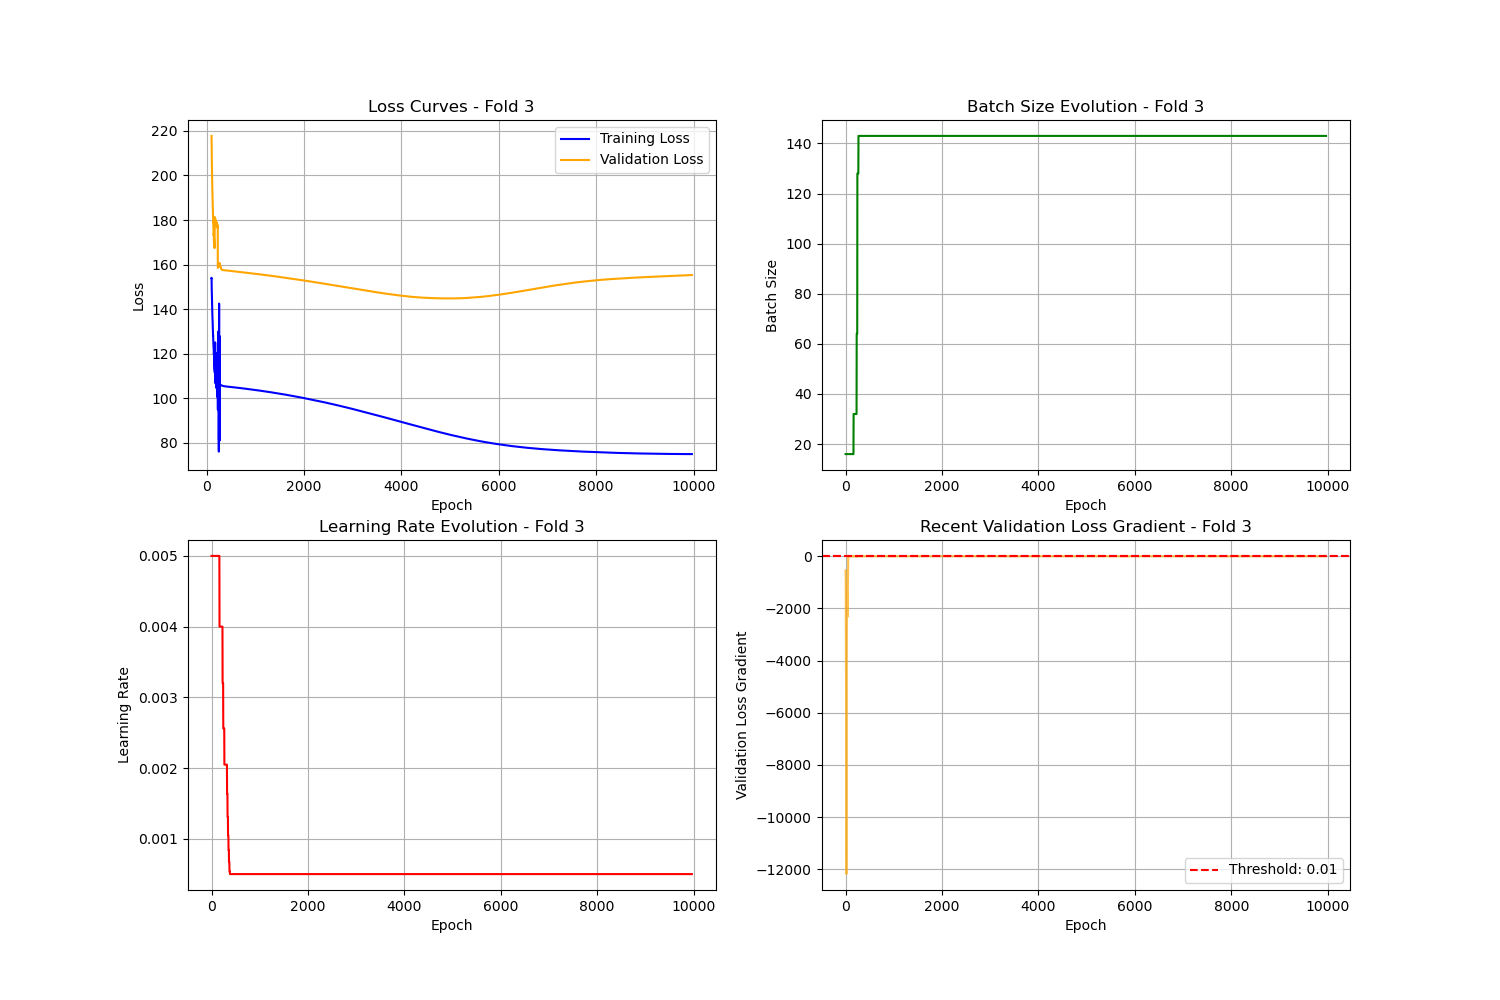 Loss Curves - Fold 3
220
200
180
160
140
120
100
80
Loss
Training Loss
Validation Loss
0 2000 4000 6000 8000 10000
Epoch
Batch Size Evolution - Fold 3
140
120
100
80
60
40
20
Batch Size
0 2000 4000 6000 8000 10000
Epoch
Learning Rate Evolution - Fold 3
0.005
0.004
0.003
0.002
0.001
Learning Rate
0 2000 4000 6000 8000 10000
Epoch
Recent Validation Loss Gradient - Fold 3
0
−2000
−4000
−6000
−8000
−10000
−12000
Validation Loss Gradient
Threshold: 0.01
0 2000 4000 6000 8000 10000
Epoch